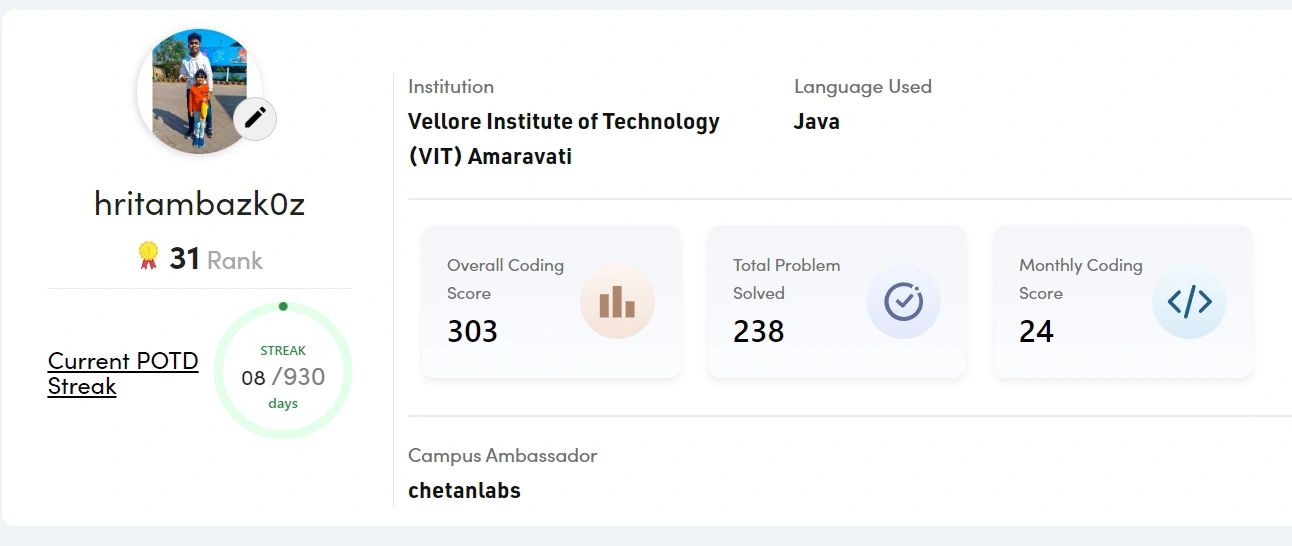 hritambazk0z
31 Rank
Current POTD
Streak
STREAK
08 /930
days
Institution
Vellore Institute of Technology
(VIT) Amaravati
Language Used
Java
Overall Coding
Score
303
Total Problem
Solved
238
Monthly Coding
Score
24
Campus Ambassador
chetanlabs